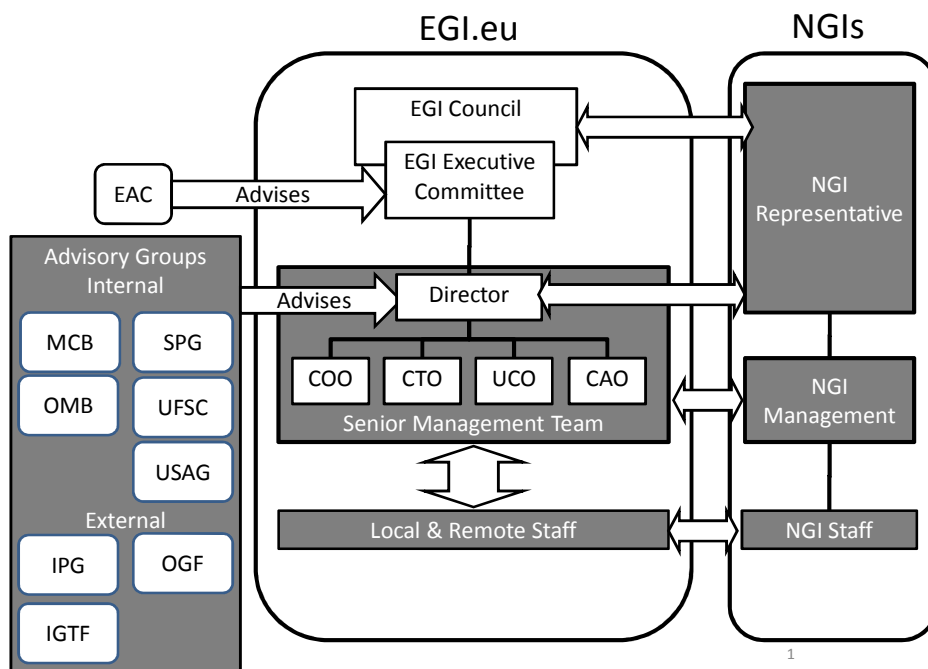 EGI.eu
NGIs
EGI Council
EGI Executive
Committee
EAC
Advises
NGI
Representative
Advisory Groups
Internal
MCB
SPG
OMB
UFSC
USAG
External
IPG
OGF
IGTF
Advises
Director
COO
CTO
UCO
CAO
Senior Management Team
NGI
Management
Local & Remote Staff
NGI Staff
1